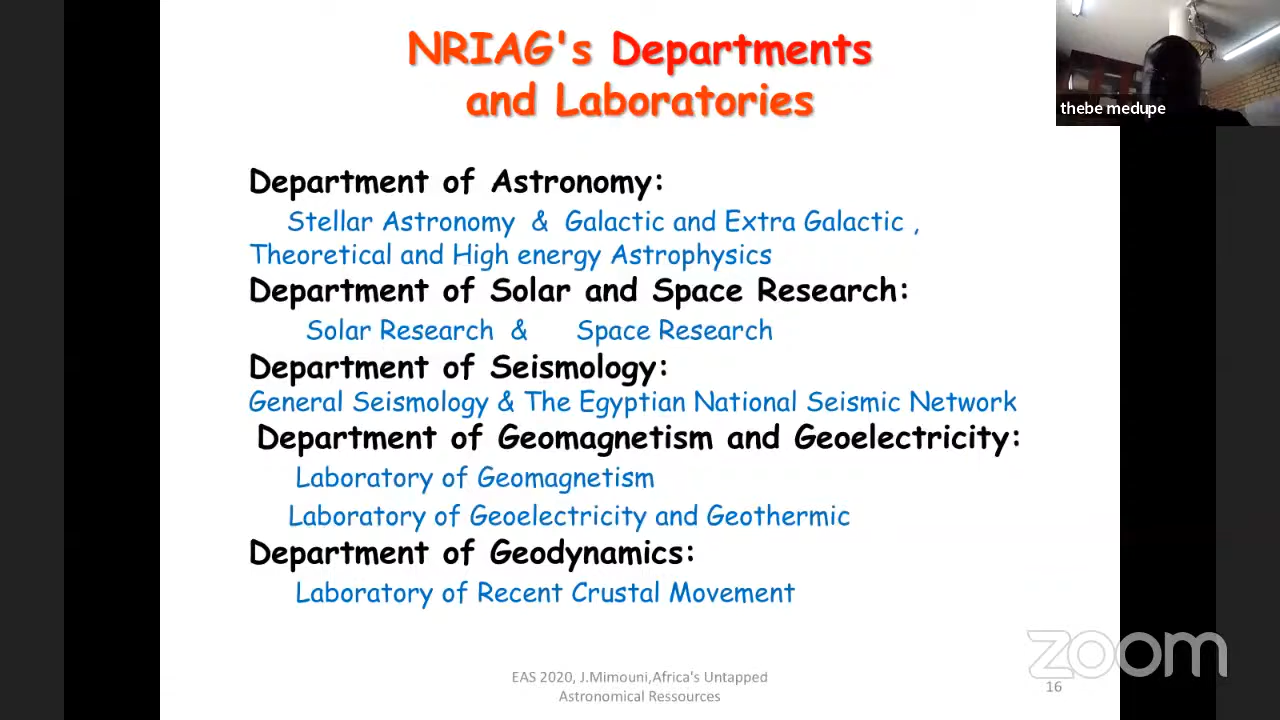 NRIAG's Departments
and Laboratories
thebe medupe
Department of Astronomy:
Stellar Astronomy & Galactic and Extra Galactic ,
Theoretical and High energy Astrophysics
Department of Solar and Space Research:
Solar Research & Space Research
Department of Seismology:
General Seismology & The Egyptian National Seismic Network
Department of Geomagnetism and Geoelectricity:
Laboratory of Geomagnetism
Laboratory of Geoelectricity and Geothermic
Department of Geodynamics:
Laboratory of Recent Crustal Movement
zoom
EAS 2020, J.Mimouni,Africa's Untapped
Astronomical Ressources
16